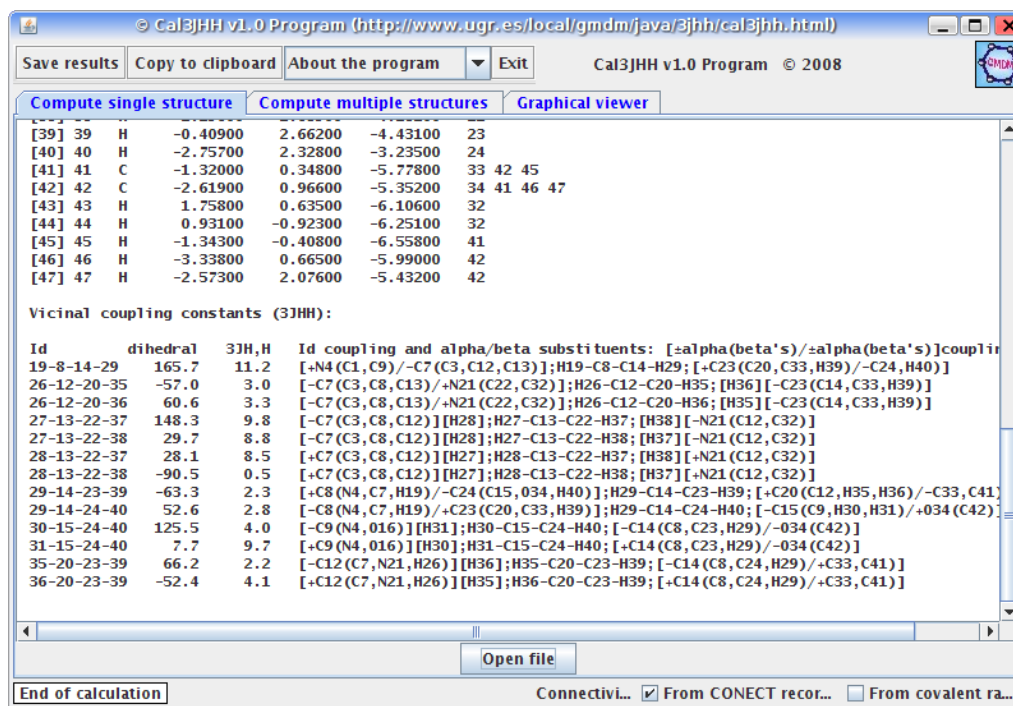 © Cal3JHH v1.0 Program (http://www.ugr.es/local/gmdm/java/3jhh/cal3jhh.html)
Save results Copy to clipboard About the program Exit Cal3JHH v1.0 Program © 2008
GMDM
Compute single structure Compute multiple structures Graphical viewer
[39] 39 H -0.40900 2.66200 -4.43100 23
[40] 40 H -2.75700 2.32800 -3.23500 24
[41] 41 C -1.32000 0.34800 -5.77800 33 42 45
[42] 42 C -2.61900 0.96600 -5.35200 34 41 46 47
[43] 43 H 1.75800 0.63500 -6.10600 32
[44] 44 H 0.93100 -0.92300 -6.25100 32
[45] 45 H -1.34300 -0.40800 -6.55800 41
[46] 46 H -3.33800 0.66500 -5.99000 42
[47] 47 H -2.57300 2.07600 -5.43200 42
Vicinal coupling constants (3JHH):
Id dihedral 3JH,H Id coupling and alpha/beta substituents: [±alpha(beta's)/±alpha(beta's)]couplin
19-8-14-29 165.7 11.2 [+N4(C1,C9)/-C7(C3,C12,C13)];H19-C8-C14-H29;[+C23(C20,C33,H39)/-C24,H40)]
26-12-20-35 -57.0 3.0 [-C7(C3,C8,C13)/+N21(C22,C32)];H26-C12-C20-H35;[H36][-C23(C14,C33,H39)]
26-12-20-36 60.6 3.3 [-C7(C3,C8,C13)/+N21(C22,C32)];H26-C12-C20-H36;[H35][-C23(C14,C33,H39)]
27-13-22-37 148.3 9.8 [-C7(C3,C8,C12)][H28];H27-C13-C22-H37;[H38][-N21(C12,C32)]
27-13-22-38 29.7 8.8 [-C7(C3,C8,C12)][H28];H27-C13-C22-H38;[H37][-N21(C12,C32)]
28-13-22-37 28.1 8.5 [+C7(C3,C8,C12)][H27];H28-C13-C22-H37;[H38][+N21(C12,C32)]
28-13-22-38 -90.5 0.5 [+C7(C3,C8,C12)][H27];H28-C13-C22-H38;[H37][+N21(C12,C32)]
29-14-23-39 -63.3 2.3 [+C8(N4,C7,H19)/-C24(C15,O34,H40)];H29-C14-C23-H39;[+C20(C12,H35,H36)/-C33,C41)
29-14-24-40 52.6 2.8 [-C8(N4,C7,H19)/+C23(C20,C33,H39)];H29-C14-C24-H40;[-C15(C9,H30,H31)/+O34(C42)]
30-15-24-40 125.5 4.0 [-C9(N4,O16)][H31];H30-C15-C24-H40;[-C14(C8,C23,H29)/-O34(C42)]
31-15-24-40 7.7 9.7 [+C9(N4,O16)][H30];H31-C15-C24-H40;[+C14(C8,C23,H29)/-O34(C42)]
35-20-23-39 66.2 2.2 [-C12(C7,N21,H26)][H36];H35-C20-C23-H39;[-C14(C8,C24,H29)/+C33,C41)]
36-20-23-39 -52.4 4.1 [+C12(C7,N21,H26)][H35];H36-C20-C23-H39;[+C14(C8,C24,H29)/+C33,C41)]
Open file
End of calculation Connectivi... From CONECT recor... From covalent ra...